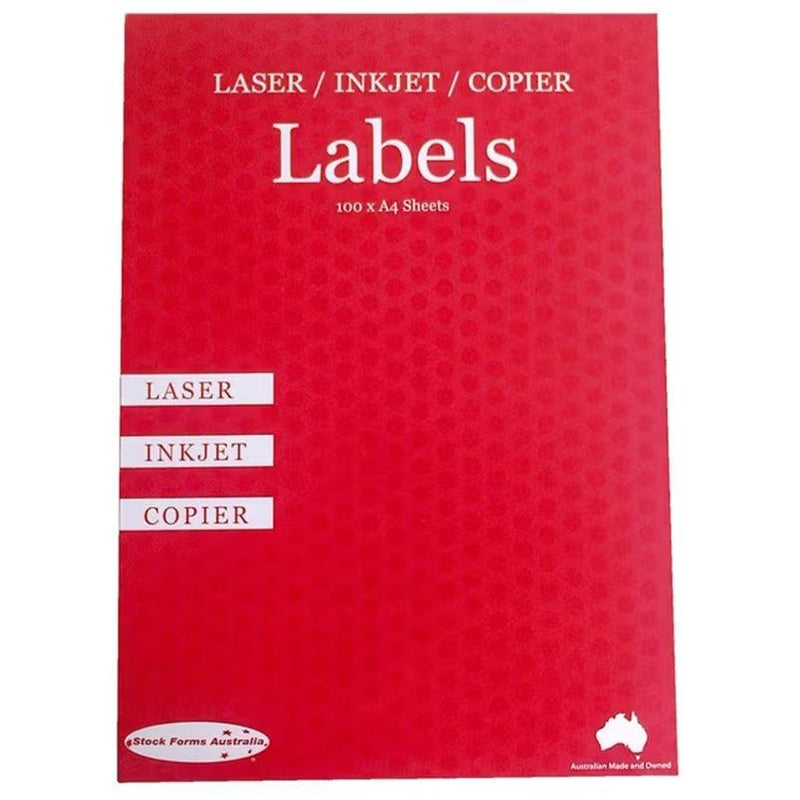 LASER / INKJET / COPIER
Labels
100 x A4 Sheets
LASER
INKJET
COPIER
Stock Forms Australia
Australian Made and Owned